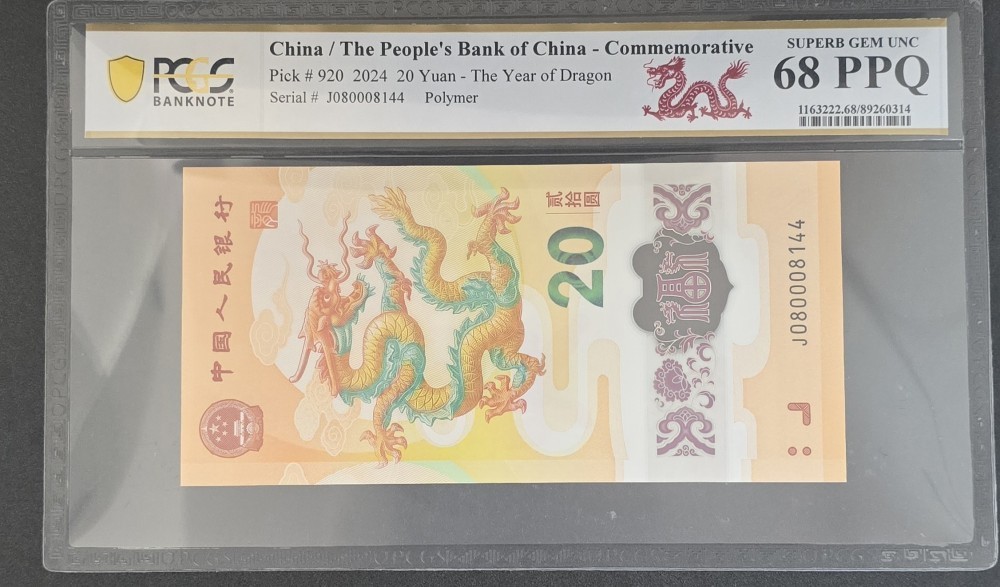 PCGS
BANKNOTE
China / The People's Bank of China - Commemorative
Pick # 920 2024 20 Yuan - The Year of Dragon
Serial # J080008144 Polymer
SUPERB GEM UNC
68 PPQ
1163222.68/89260314
中国人民银行
贰拾圆
20
J080008144